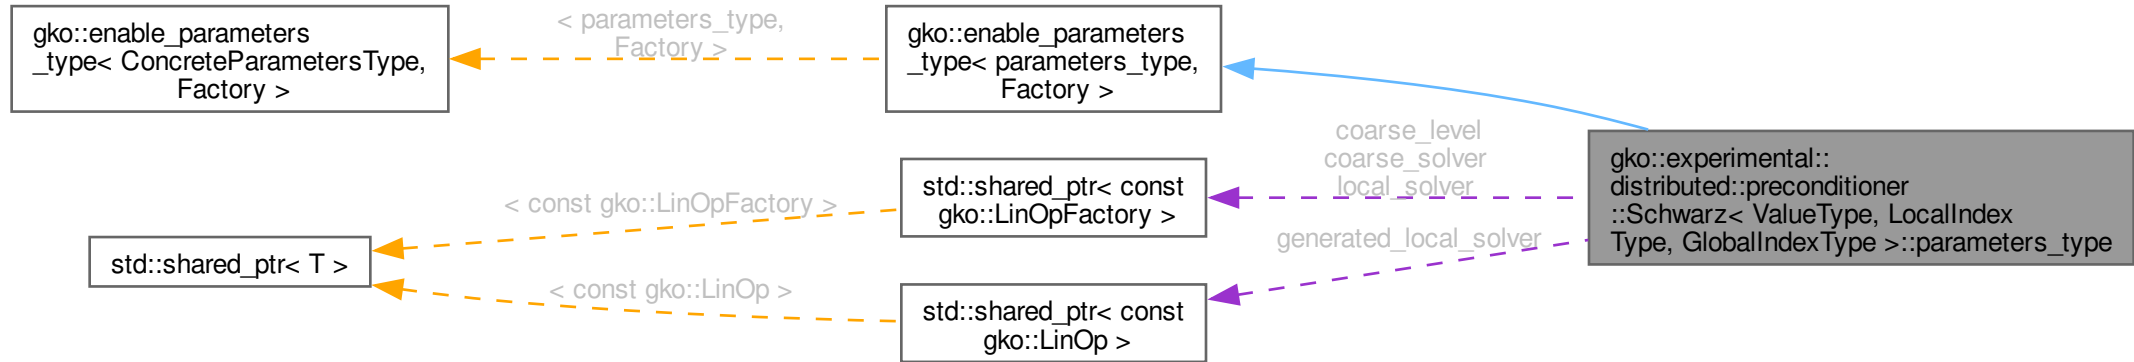 gko::enable_parameters
_type< ConcreteParametersType,
Factory >
< parameters_type,
Factory >
gko::enable_parameters
_type< parameters_type,
Factory >
coarse_level
coarse_solver
local_solver
gko::experimental::
distributed::preconditioner
::Schwarz< ValueType, LocalIndex
Type, GlobalIndexType >::parameters_type
std::shared_ptr< const
gko::LinOpFactory >
< const gko::LinOpFactory >
generated_local_solver
std::shared_ptr< T >
< const gko::LinOp >
std::shared_ptr< const
gko::LinOp >